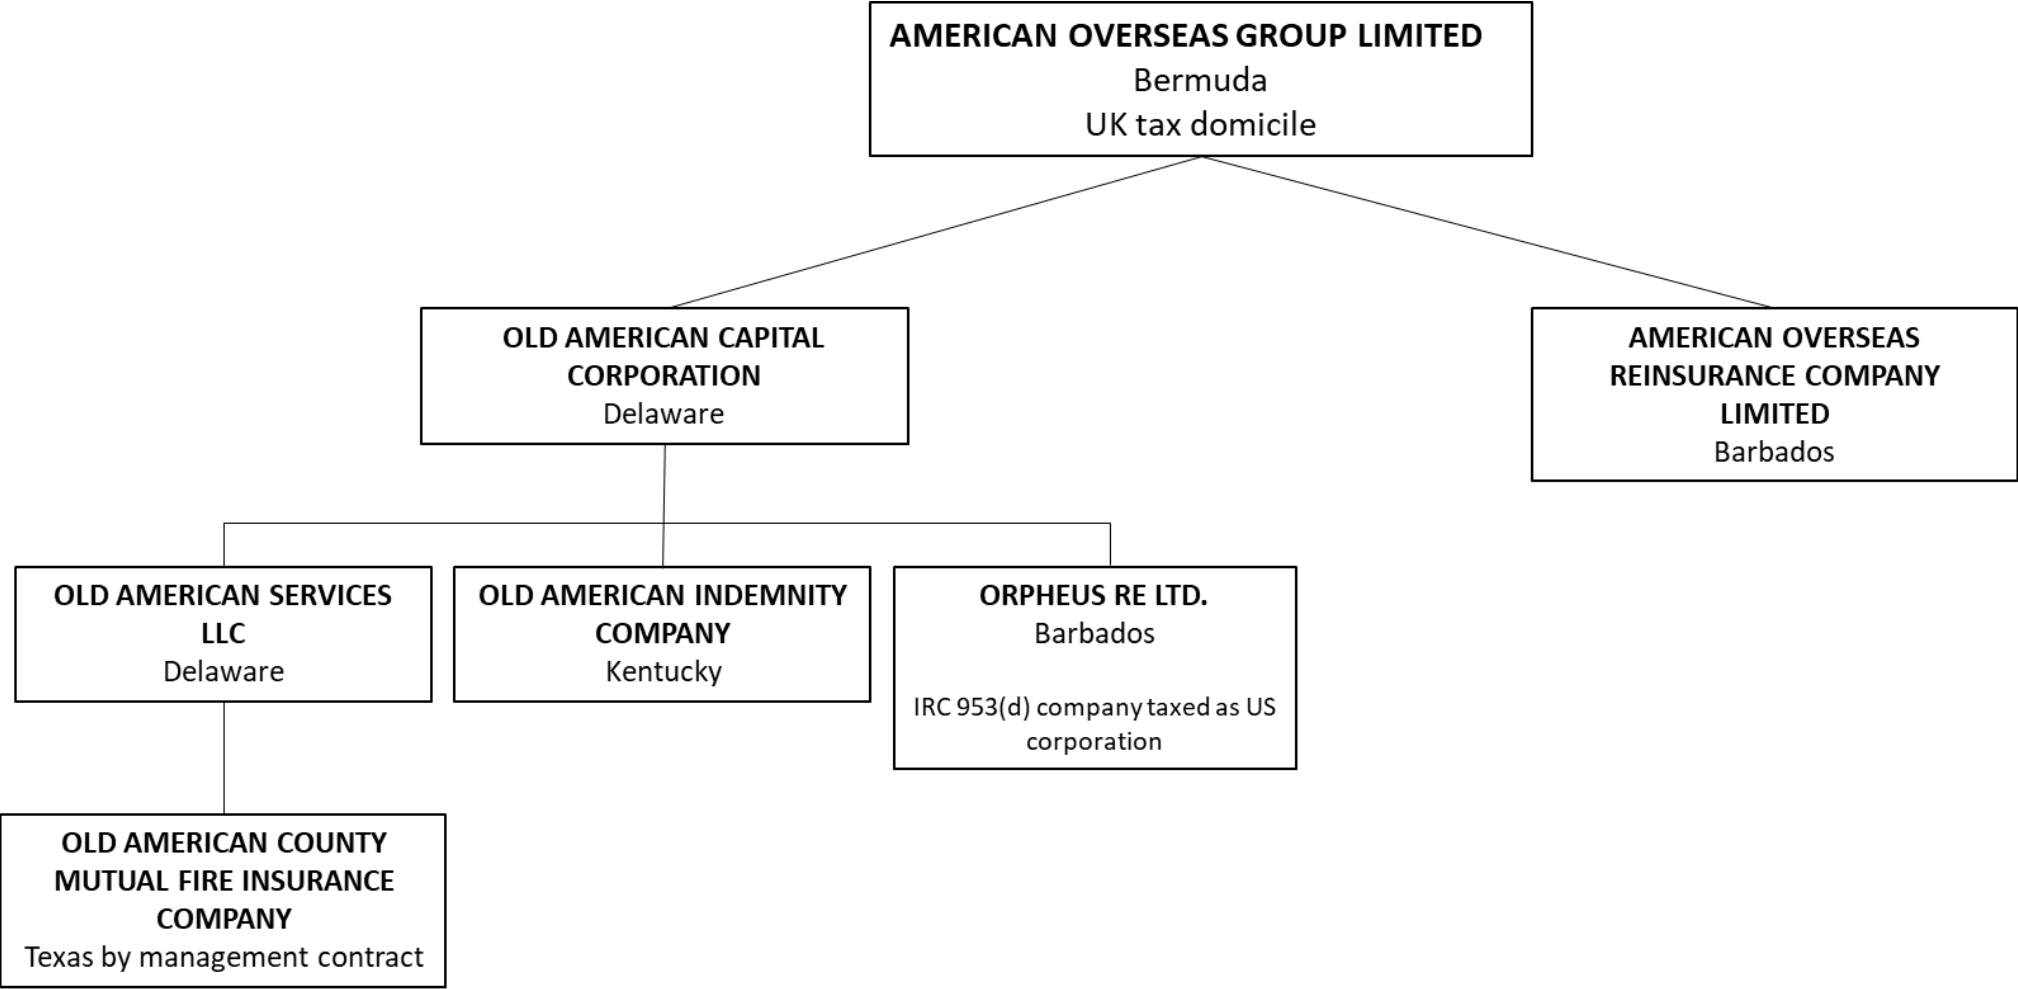 AMERICAN OVERSEAS GROUP LIMITED
Bermuda
UK tax domicile
OLD AMERICAN CAPITAL
CORPORATION
Delaware
AMERICAN OVERSEAS
REINSURANCE COMPANY
LIMITED
Barbados
OLD AMERICAN SERVICES
LLC
Delaware
OLD AMERICAN INDEMNITY
COMPANY
Kentucky
ORPHEUS RE LTD.
Barbados
IRC 953(d) company taxed as US
corporation
OLD AMERICAN COUNTY
MUTUAL FIRE INSURANCE
COMPANY
Texas by management contract